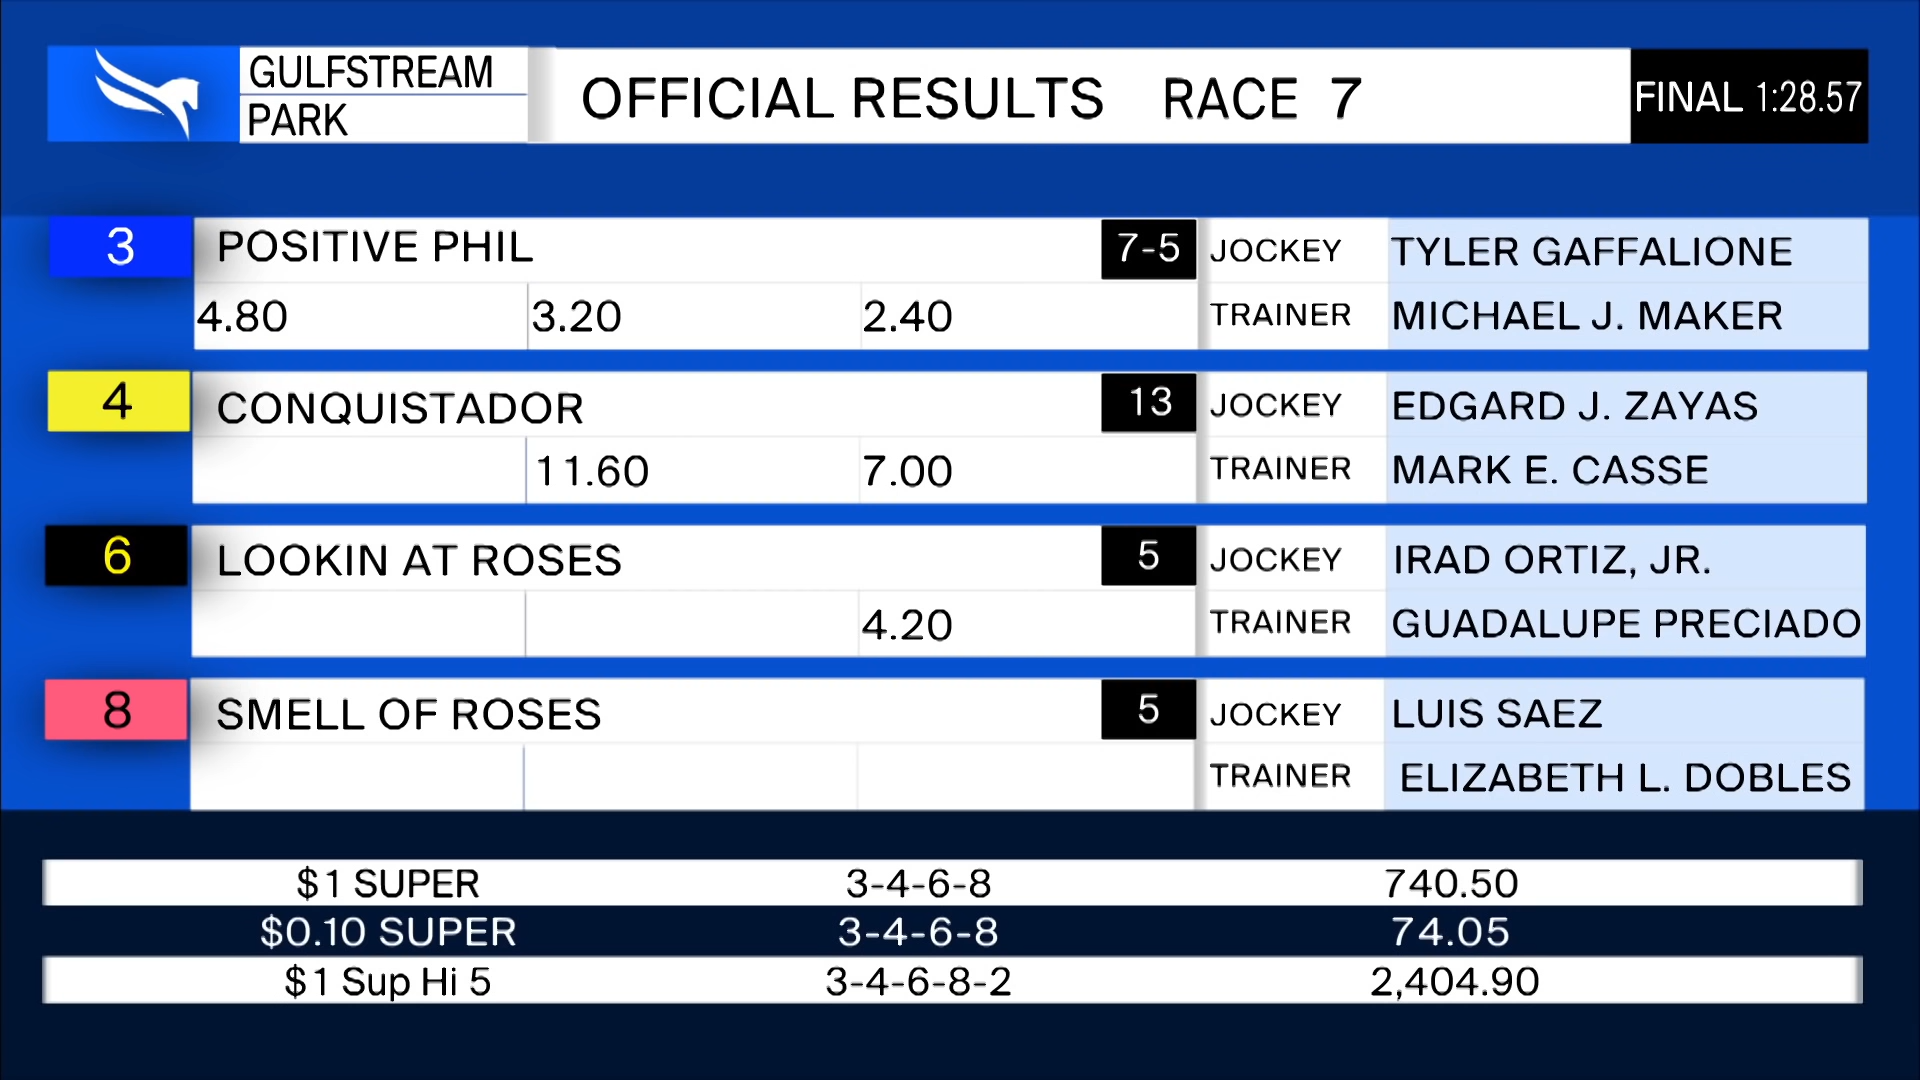 GULFSTREAM
PARK
OFFICIAL RESULTS RACE 7
FINAL 1:28.57
3 POSITIVE PHIL 7-5 JOCKEY TYLER GAFFALIONE
4.80 3.20 2.40 TRAINER MICHAEL J. MAKER
4 CONQUISTADOR 13 JOCKEY EDGARD J. ZAYAS
11.60 7.00 TRAINER MARK E. CASSE
6 LOOKIN AT ROSES 5 JOCKEY IRAD ORTIZ, JR.
4.20 TRAINER GUADALUPE PRECIADO
8 SMELL OF ROSES 5 JOCKEY LUIS SAEZ
TRAINER ELIZABETH L. DOBLES
$1 SUPER 3-4-6-8 740.50
$0.10 SUPER 3-4-6-8 74.05
$1 Sup Hi 5 3-4-6-8-2 2,404.90